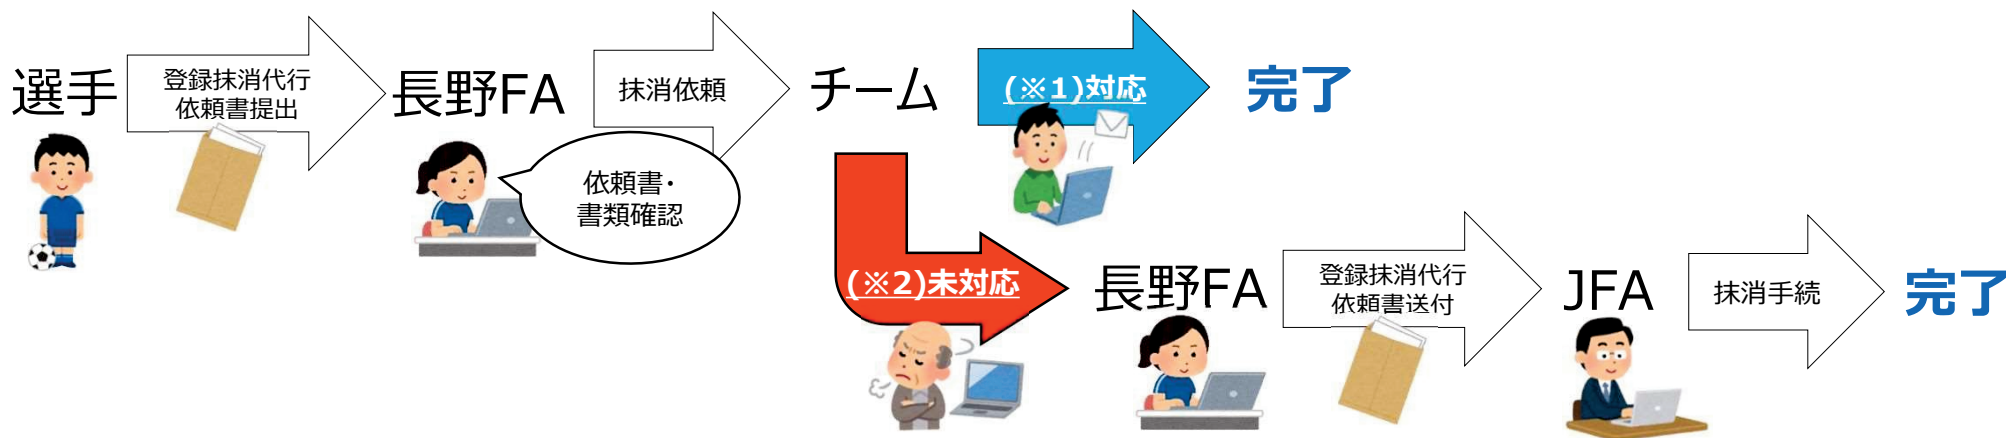 選手
登録抹消代行
依頼書提出
長野FA
抹消依頼
依頼書・
書類確認
チーム
(※1)対応
完了
(※2)未対応
長野FA
登録抹消代行
依頼書送付
JFA
抹消手続
完了